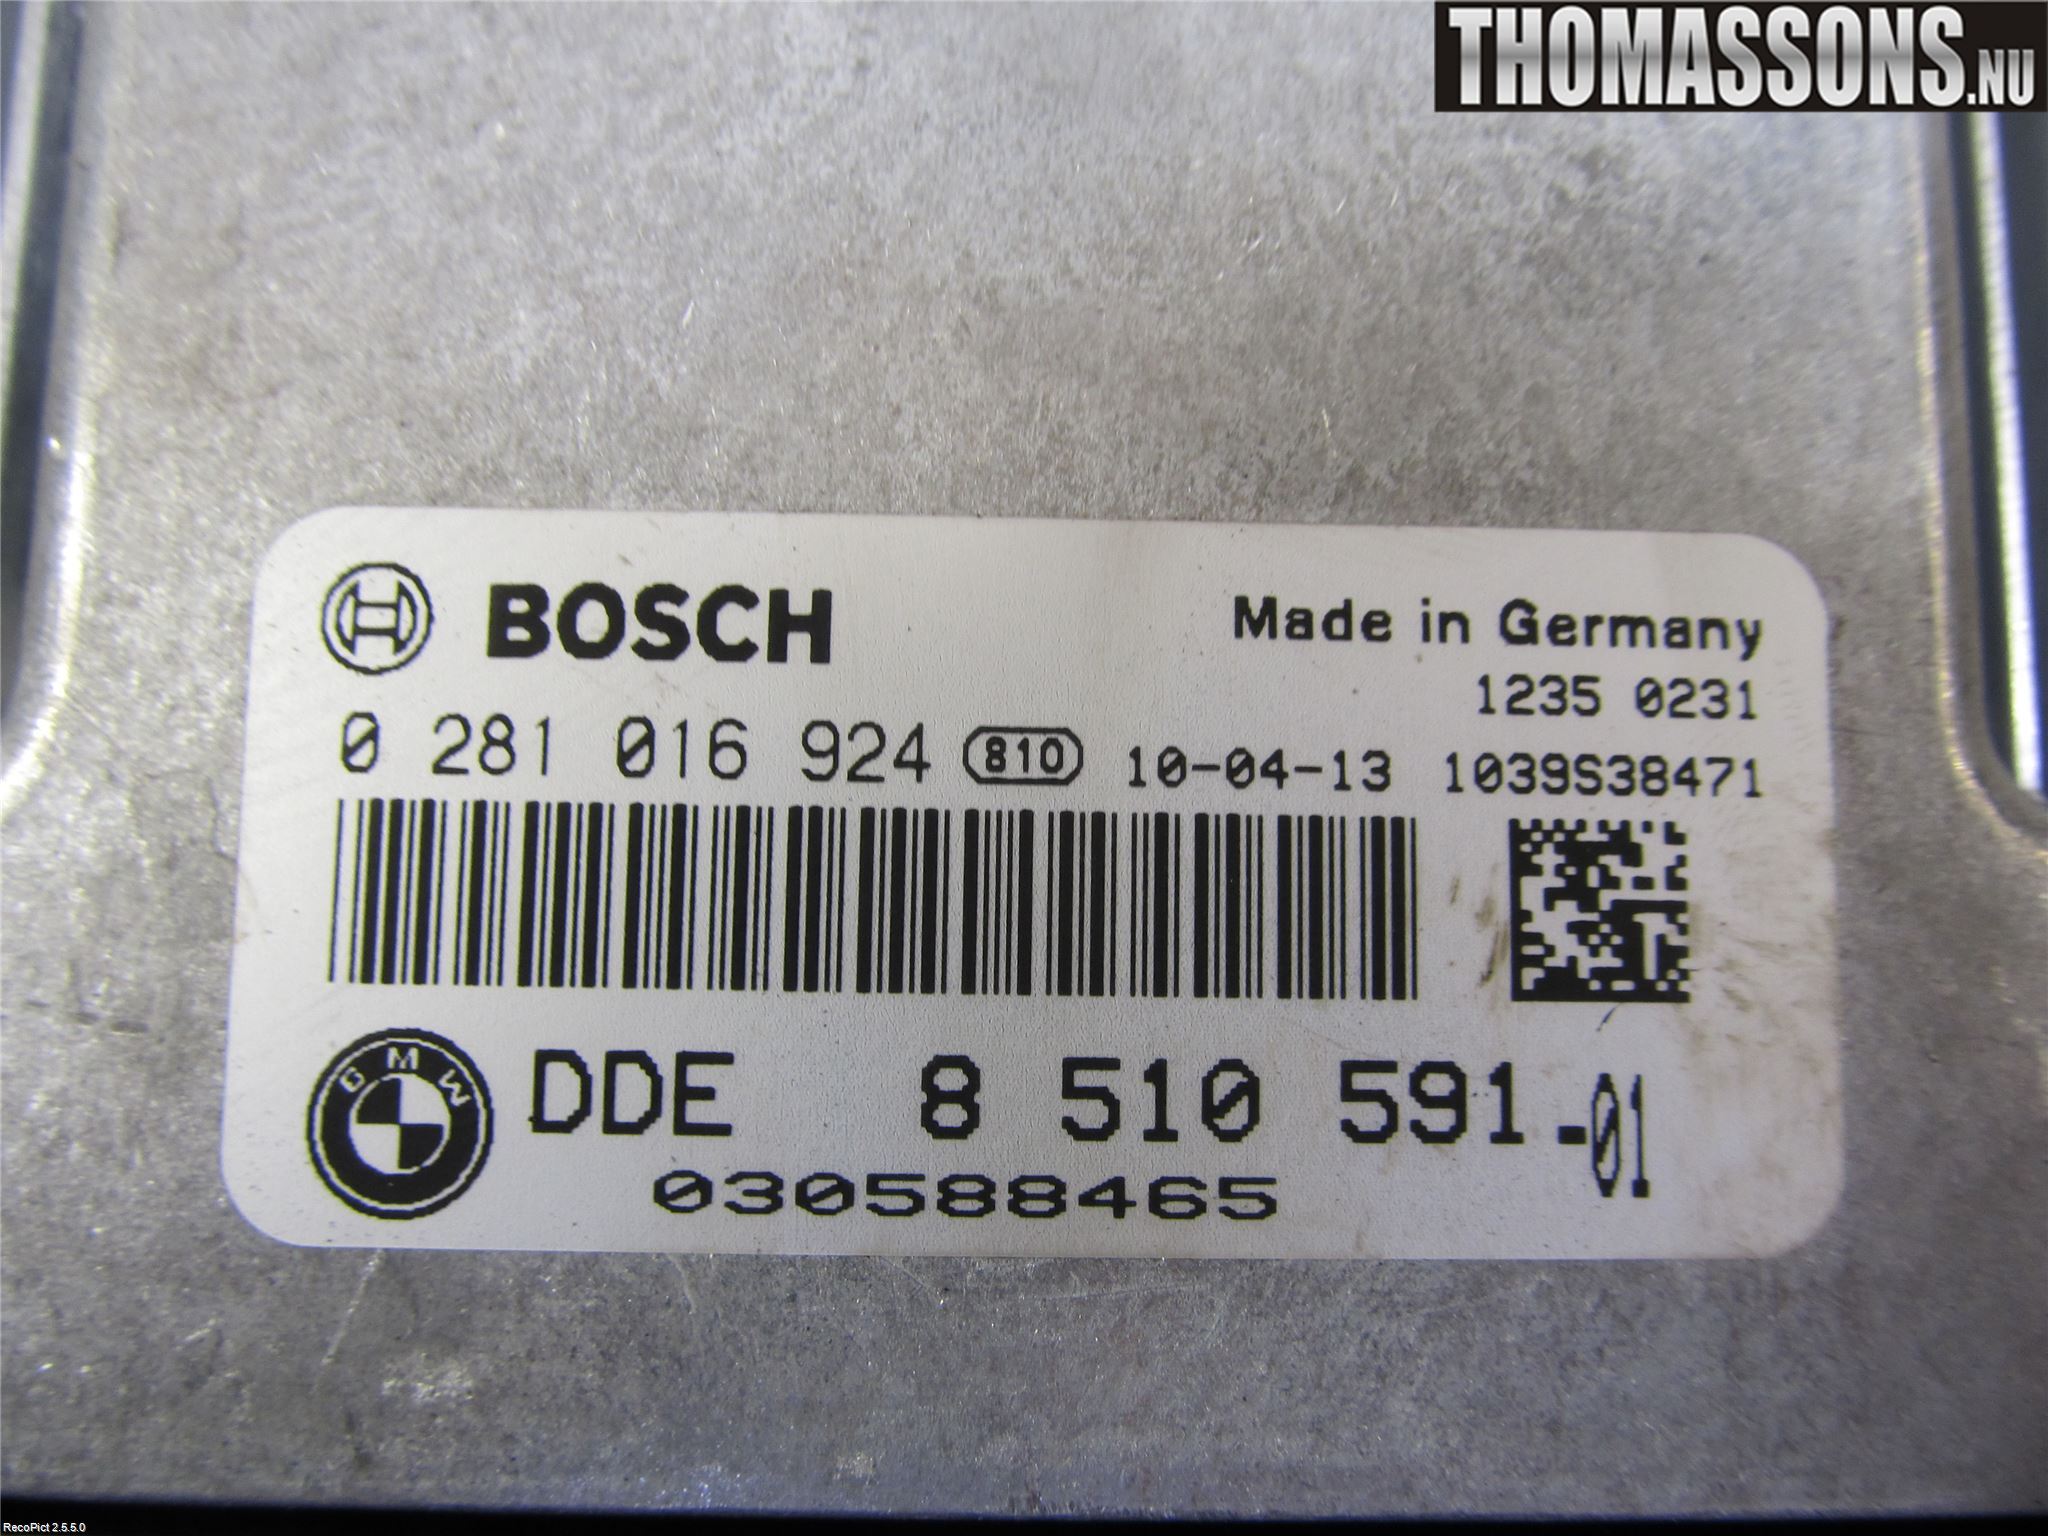 THOMASSONS.NU
BOSCH
Made in Germany
1235 0231
0 281 016 924 810 10-04-13 1039S38471
BMW
DDE 8 510 591-01
030588465
RecoPict 2.5.5.0